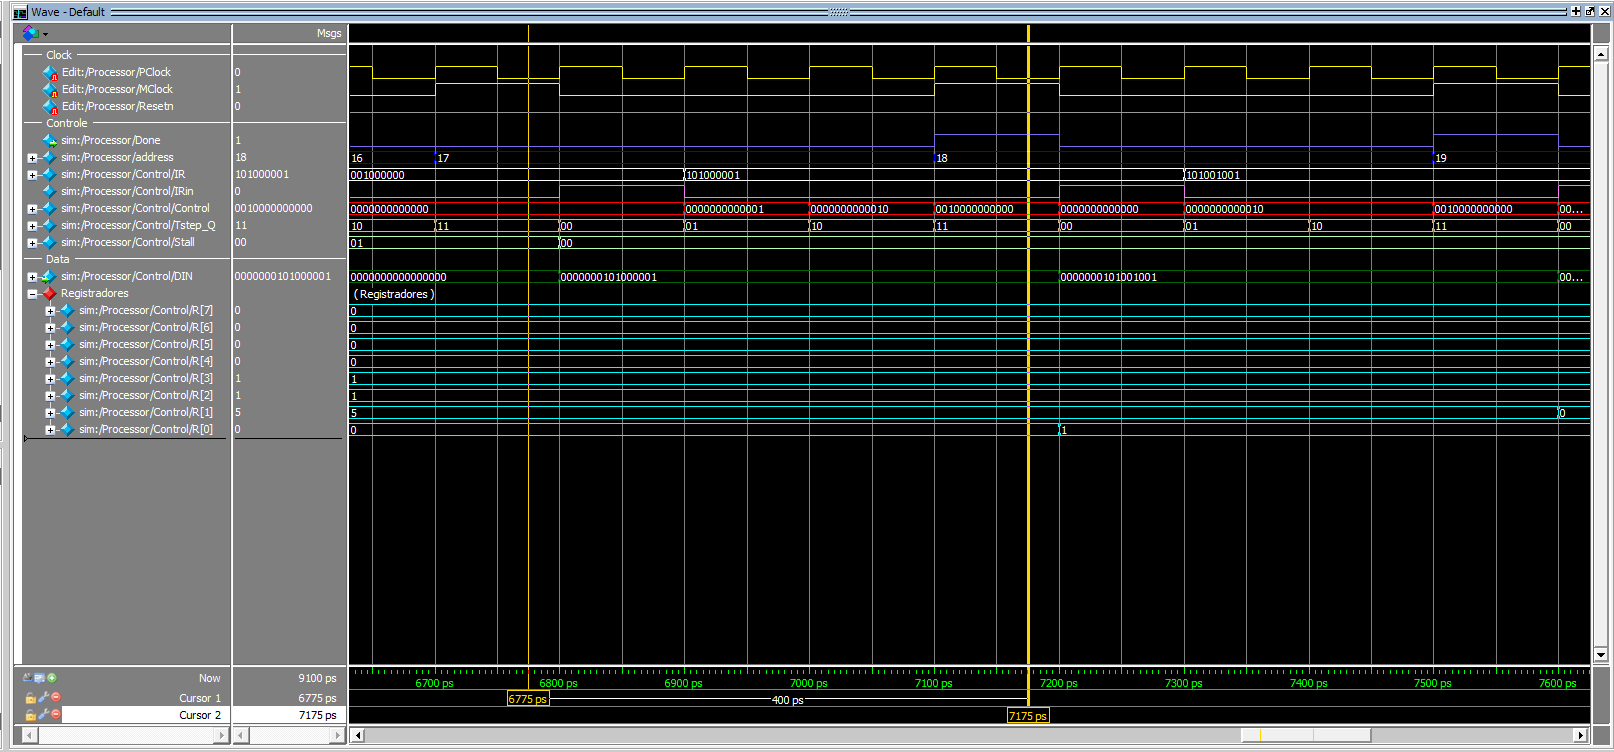 Wave - Default
Msgs
Clock
Edit:/Processor/PClock 0
Edit:/Processor/MClock 1
Edit:/Processor/Resetn 0
Controle
sim:/Processor/Done 1
sim:/Processor/address 18 16 17 18 19
sim:/Processor/Control/IR 101000001 001000000 101000001 101001001
sim:/Processor/Control/IRin 0
sim:/Processor/Control/Control 0010000000000 0000000000000 0000000000001 0000000000010 0010000000000 0000000000000 0000000000010 0010000000000 00...
sim:/Processor/Control/Tstep_Q 11 10 11 00 01 10 11 00 01 10 11 00
sim:/Processor/Control/Stall 00 01 00
Data
sim:/Processor/Control/DIN 0000000101000001 0000000000000000 0000000101000001 0000000101001001 00...
Registradores ( Registradores )
sim:/Processor/Control/R[7] 0 0
sim:/Processor/Control/R[6] 0 0
sim:/Processor/Control/R[5] 0 0
sim:/Processor/Control/R[4] 0 0
sim:/Processor/Control/R[3] 1 1
sim:/Processor/Control/R[2] 1 1
sim:/Processor/Control/R[1] 5 5 0
sim:/Processor/Control/R[0] 0 0 1
Now 9100 ps 6700 ps 6800 ps 6900 ps 7000 ps 7100 ps 7200 ps 7300 ps 7400 ps 7500 ps 7600 ps
Cursor 1 6775 ps 6775 ps 400 ps
Cursor 2 7175 ps 7175 ps